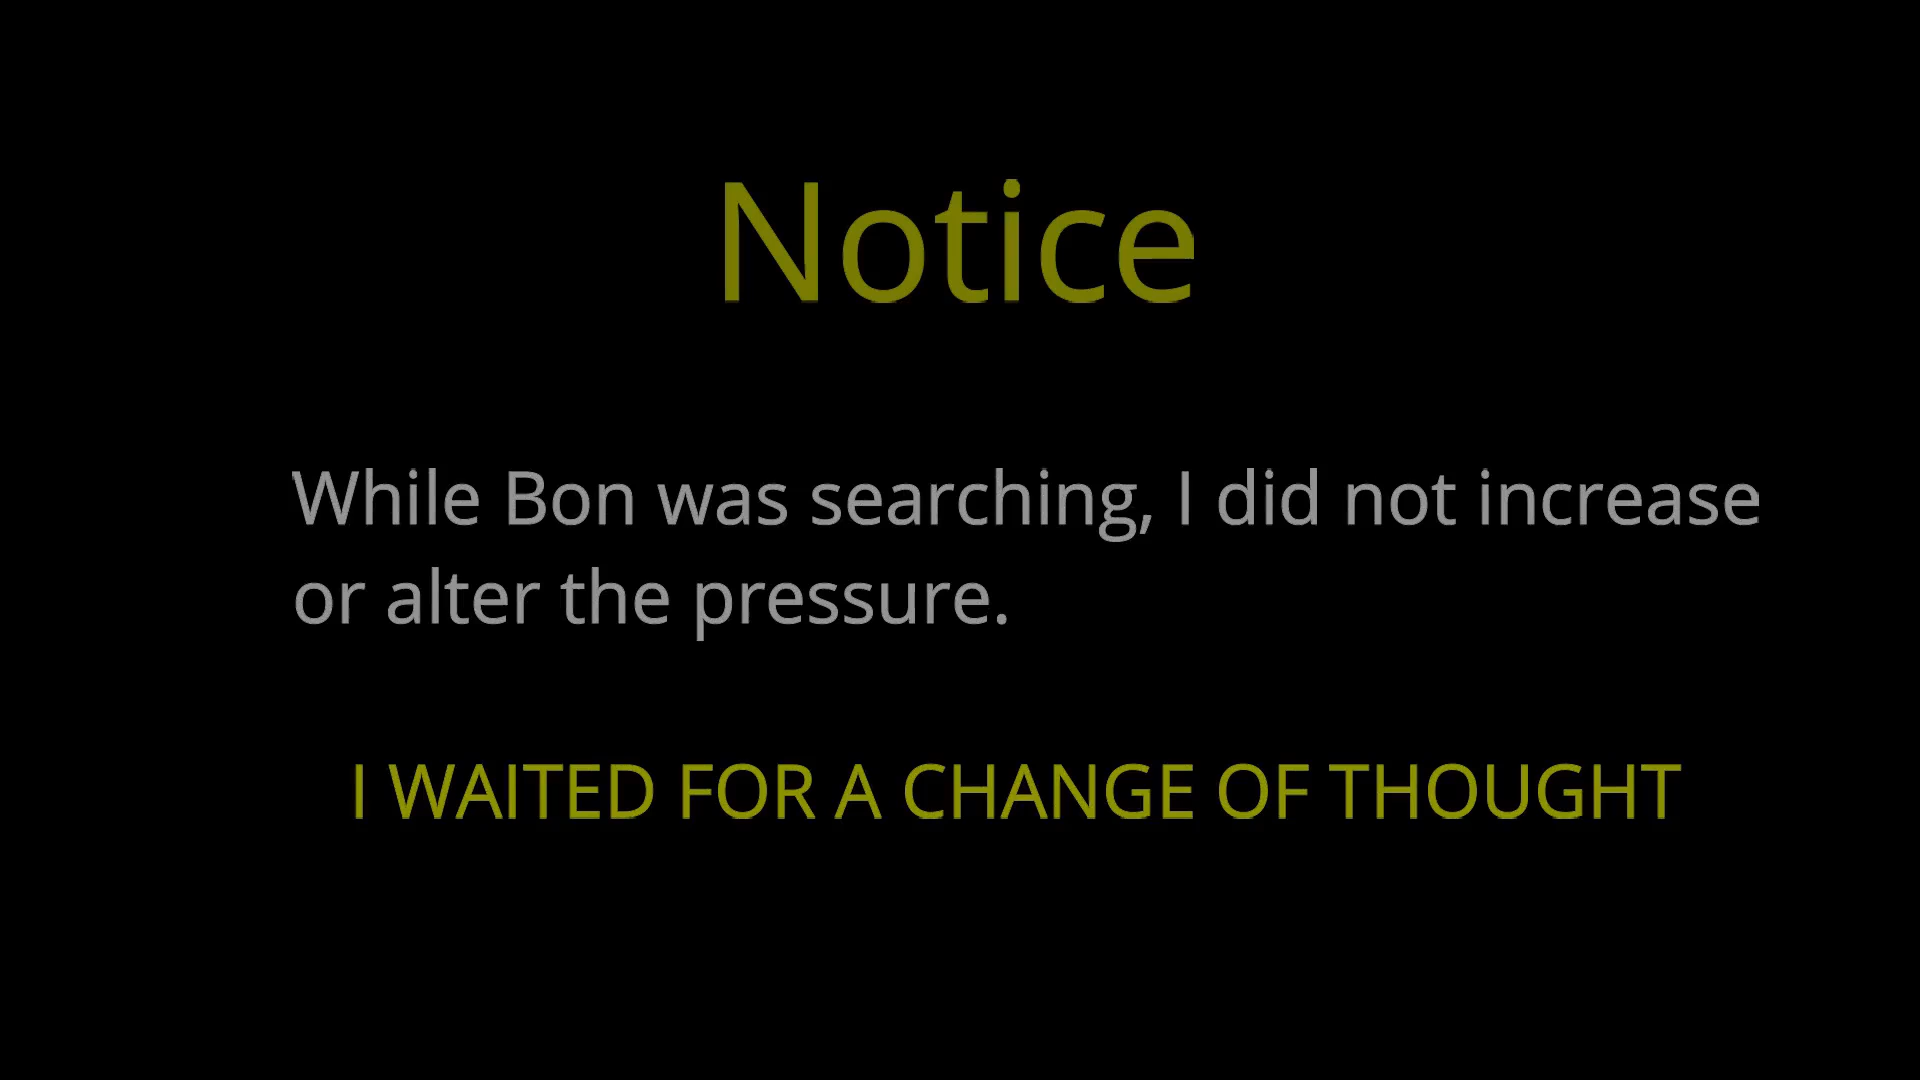 Notice
While Bon was searching, I did not increase
or alter the pressure.
I WAITED FOR A CHANGE OF THOUGHT